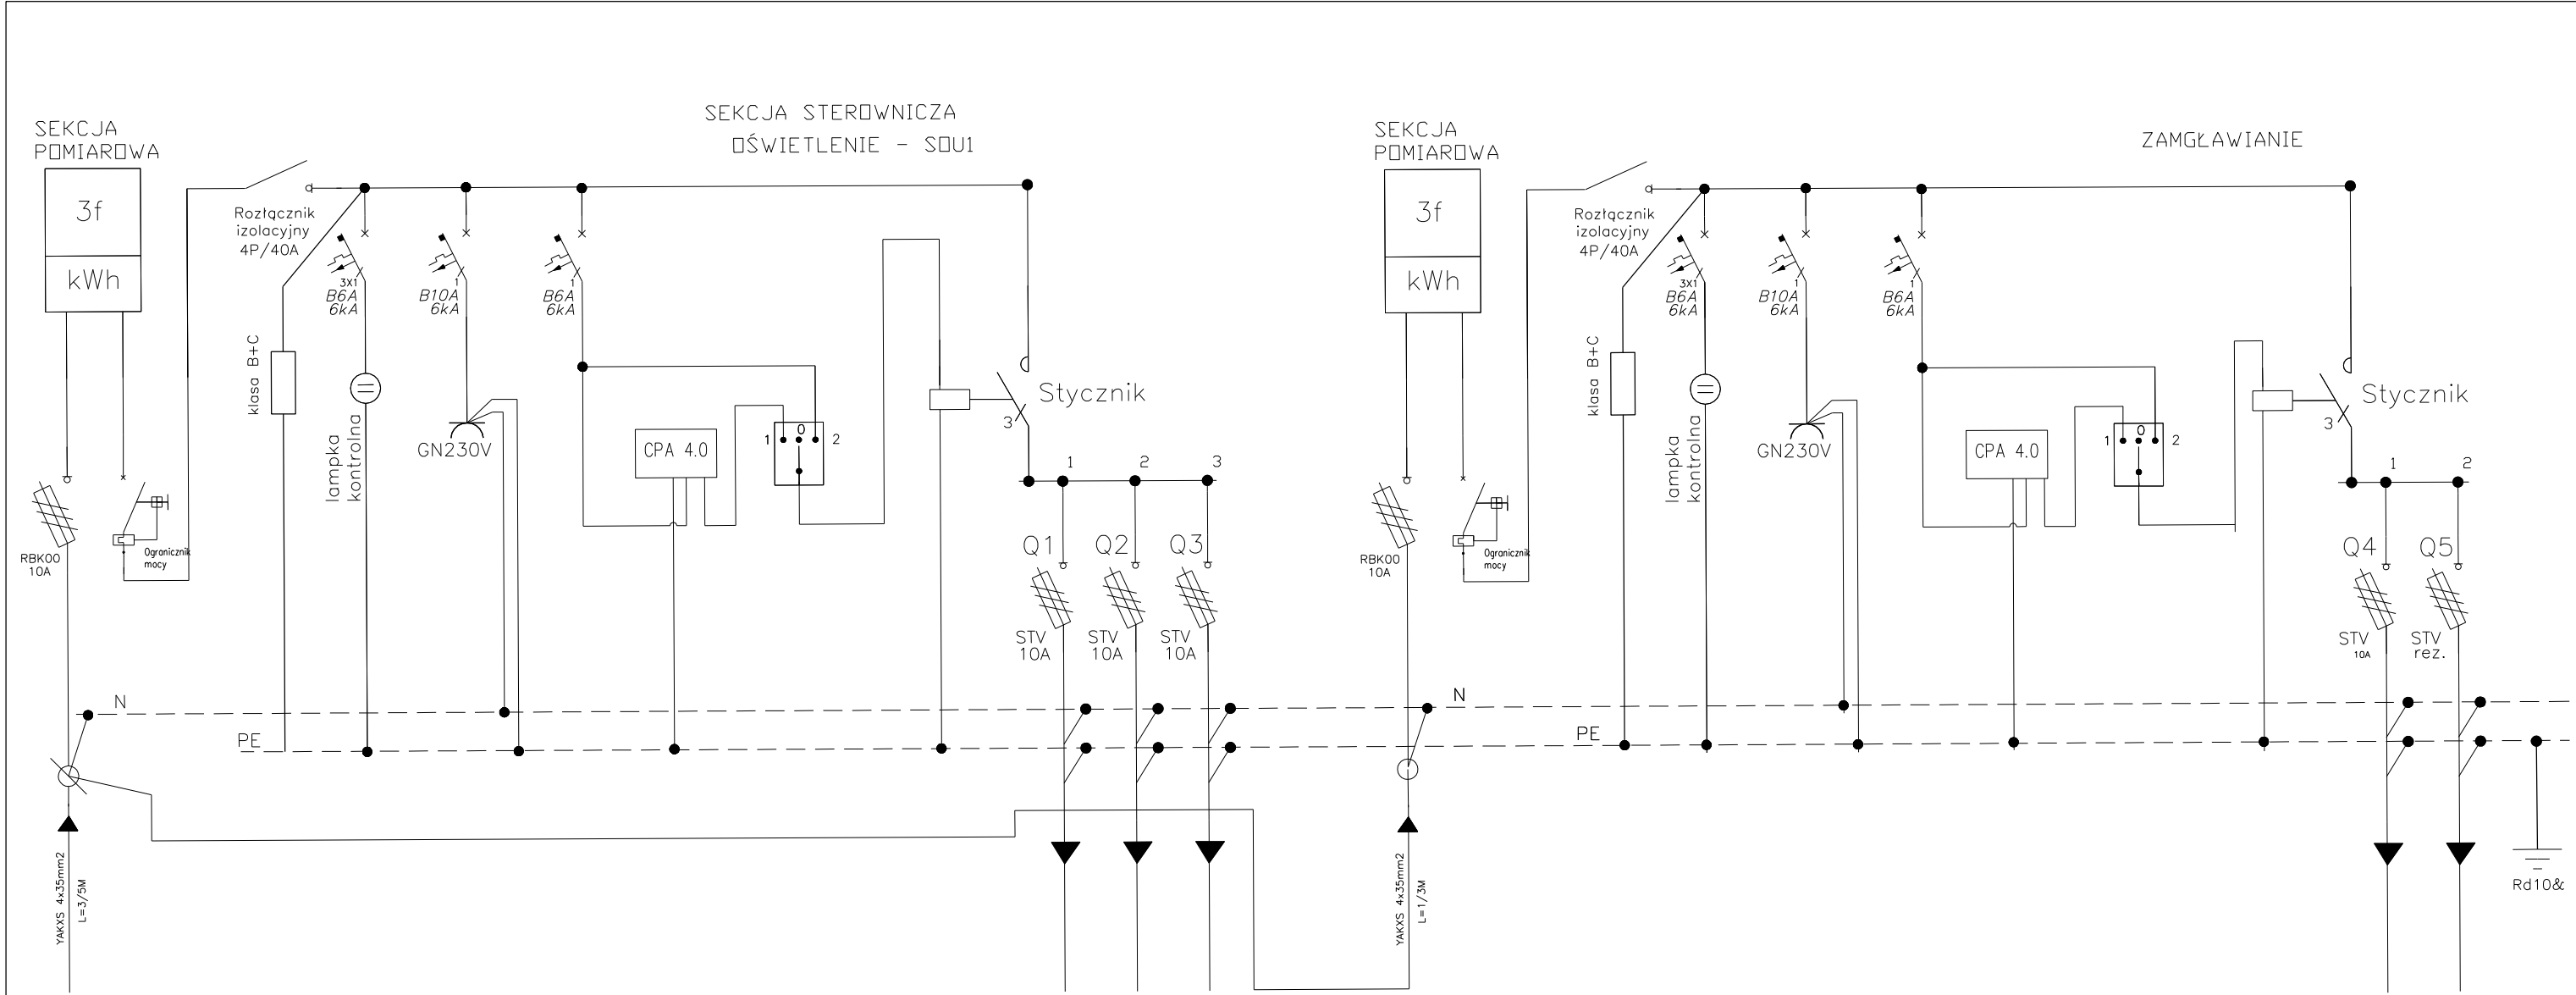 SEKCJA
POMIAROWA
3f
kWh
RBK00
10A
Ogranicznik
mocy
YAKXS 4x35mm2
L=3/5M
SEKCJA STEROWNICZA
OŚWIETLENIE - SOU1
Rozłącznik
izolacyjny
4P/40A
klasa B+C
3X1
B6A
6kA
lampka
kontrolna
1
B10A
6kA
GN230V
1
B6A
6kA
CPA 4.0
1
0
2
3
Stycznik
1
2
3
Q1
Q2
Q3
STV
10A
STV
10A
STV
10A
N
PE
SEKCJA
POMIAROWA
3f
kWh
RBK00
10A
Ogranicznik
mocy
YAKXS 4x35mm2
L=1/3M
ZAMGŁAWIANIE
Rozłącznik
izolacyjny
4P/40A
klasa B+C
3X1
B6A
6kA
lampka
kontrolna
1
B10A
6kA
GN230V
1
B6A
6kA
CPA 4.0
1
0
2
3
Stycznik
1
2
Q4
Q5
STV
10A
STV
rez.
N
PE
Rd10&